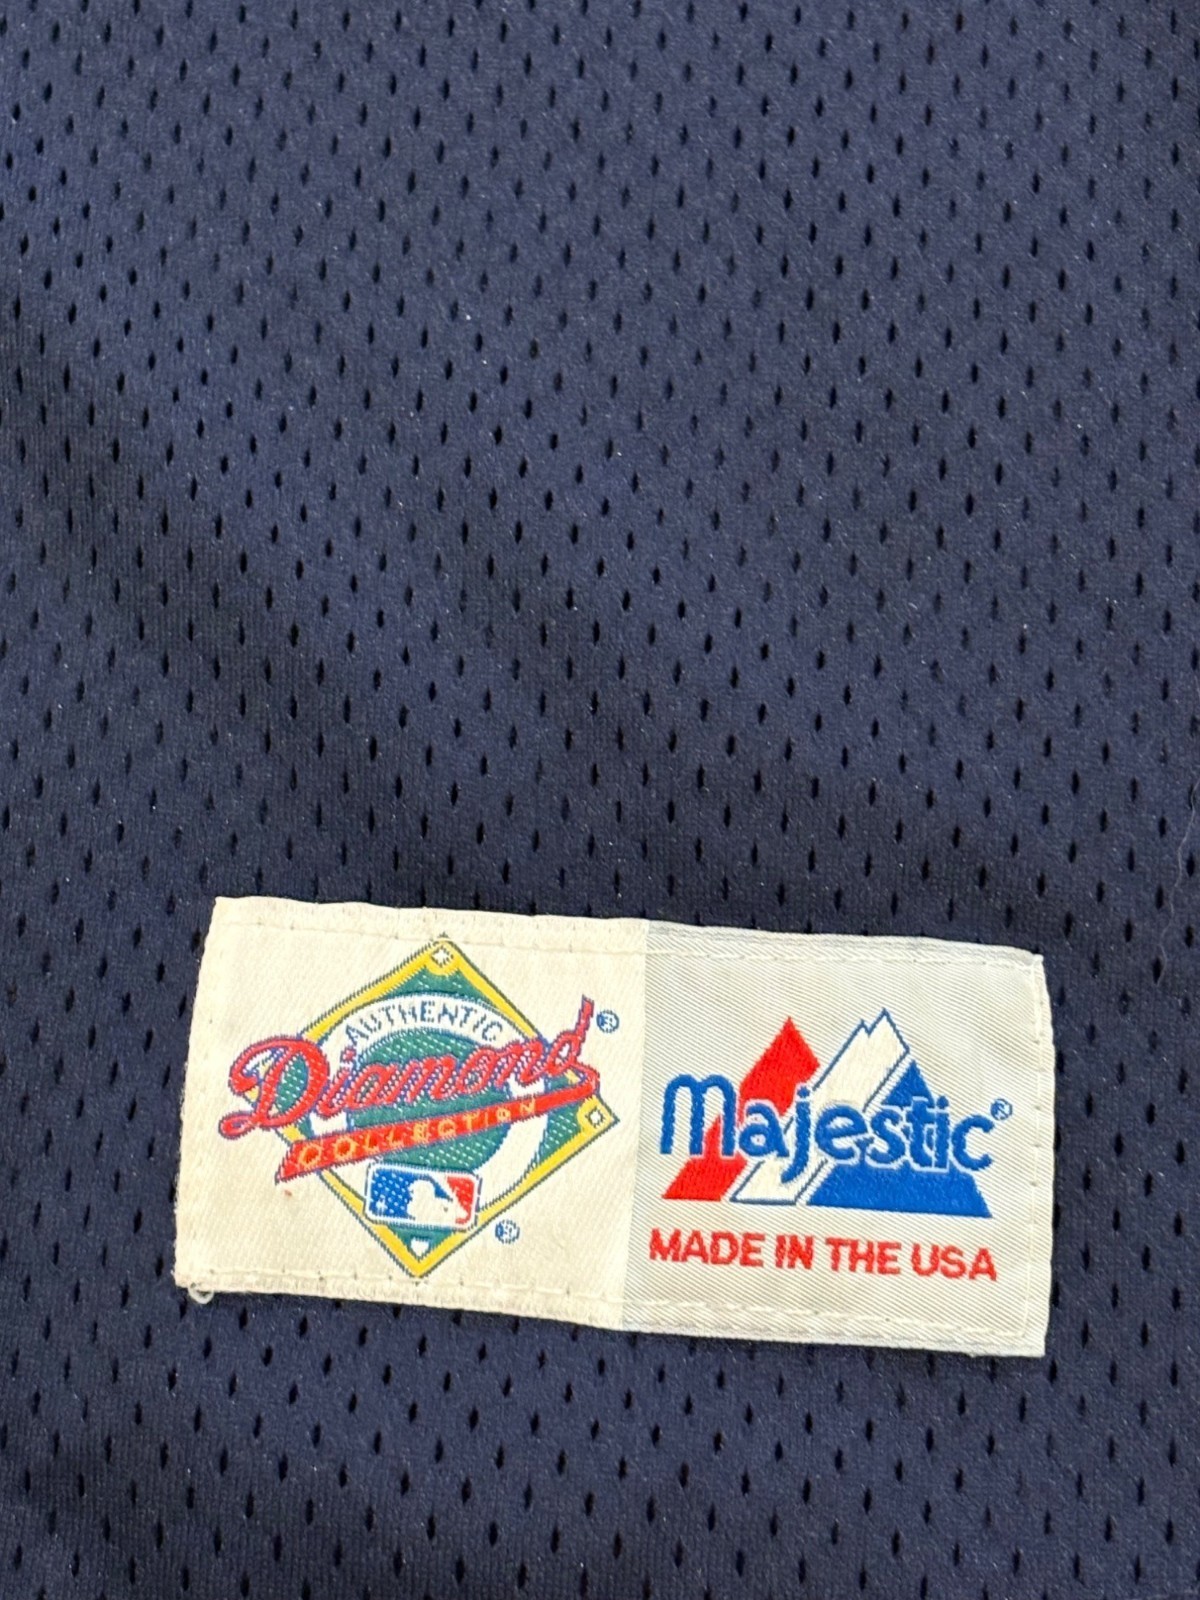 AUTHENTIC
Diamond®
COLLECTION
®
Majestic®
MADE IN THE USA